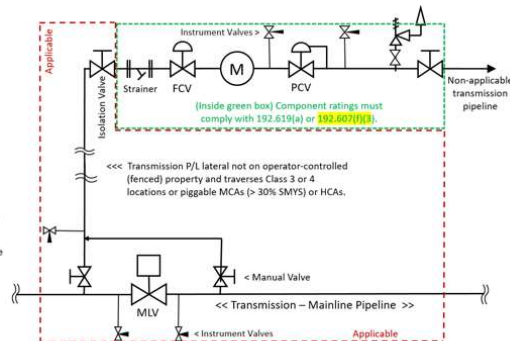 Applicable
Instrument Valves >
Isolation Valve
Strainer
FCV
M
PCV
Non-applicable
transmission
pipeline
(Inside green box) Component ratings must
comply with 192.619(a) or 192.607(f)(3).
<<< Transmission P/L lateral not on operator-controlled
(fenced) property and traverses Class 3 or 4
locations or piggable MCAs (> 30% SMYS) or HCAs.
< Manual Valve
MLV
<< Transmission – Mainline Pipeline >>
< Instrument Valves
Applicable